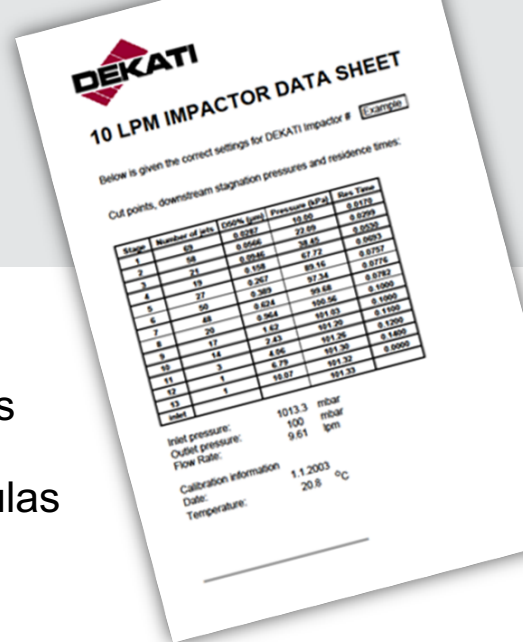 DEKATI
10 LPM IMPACTOR DATA SHEET
Below is given the correct settings for DEKATI Impactor # Example
Cut points, downstream stagnation pressures and residence times:
Stage Number of jets D50% [µm] Pressure [kPa] Res Time
1 69 0.0287 10.00 0.0170
2 58 0.0566 22.09 0.0299
3 21 0.0946 38.45 0.0530
4 19 0.158 67.72 0.0693
5 27 0.267 89.16 0.0757
6 50 0.389 97.34 0.0776
7 48 0.624 99.68 0.0782
8 20 0.964 100.56 0.1000
9 17 1.62 101.03 0.1000
10 14 2.43 101.20 0.1100
11 3 4.06 101.26 0.1200
12 1 6.79 101.30 0.1400
13 1 10.07 101.32 0.0000
inlet 101.33
Inlet pressure: 1013.3 mbar
Outlet pressure: 100 mbar
Flow Rate: 9.61 lpm
Calibration information
Date: 1.1.2003
Temperature: 20.8 °C
s
ulas